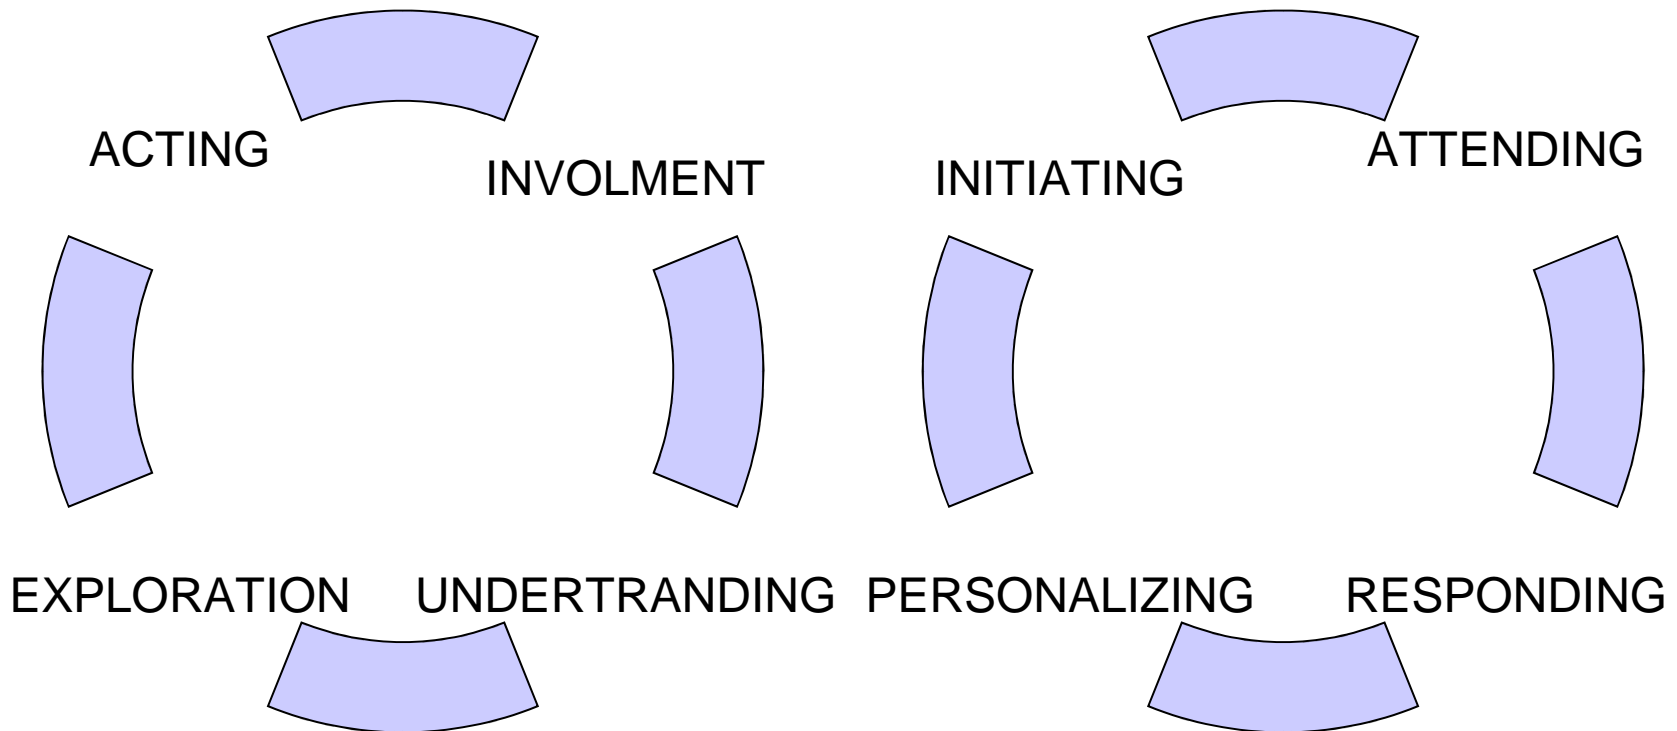 ACTING
INVOLMENT
EXPLORATION
UNDERTRANDING
INITIATING
ATTENDING
PERSONALIZING
RESPONDING